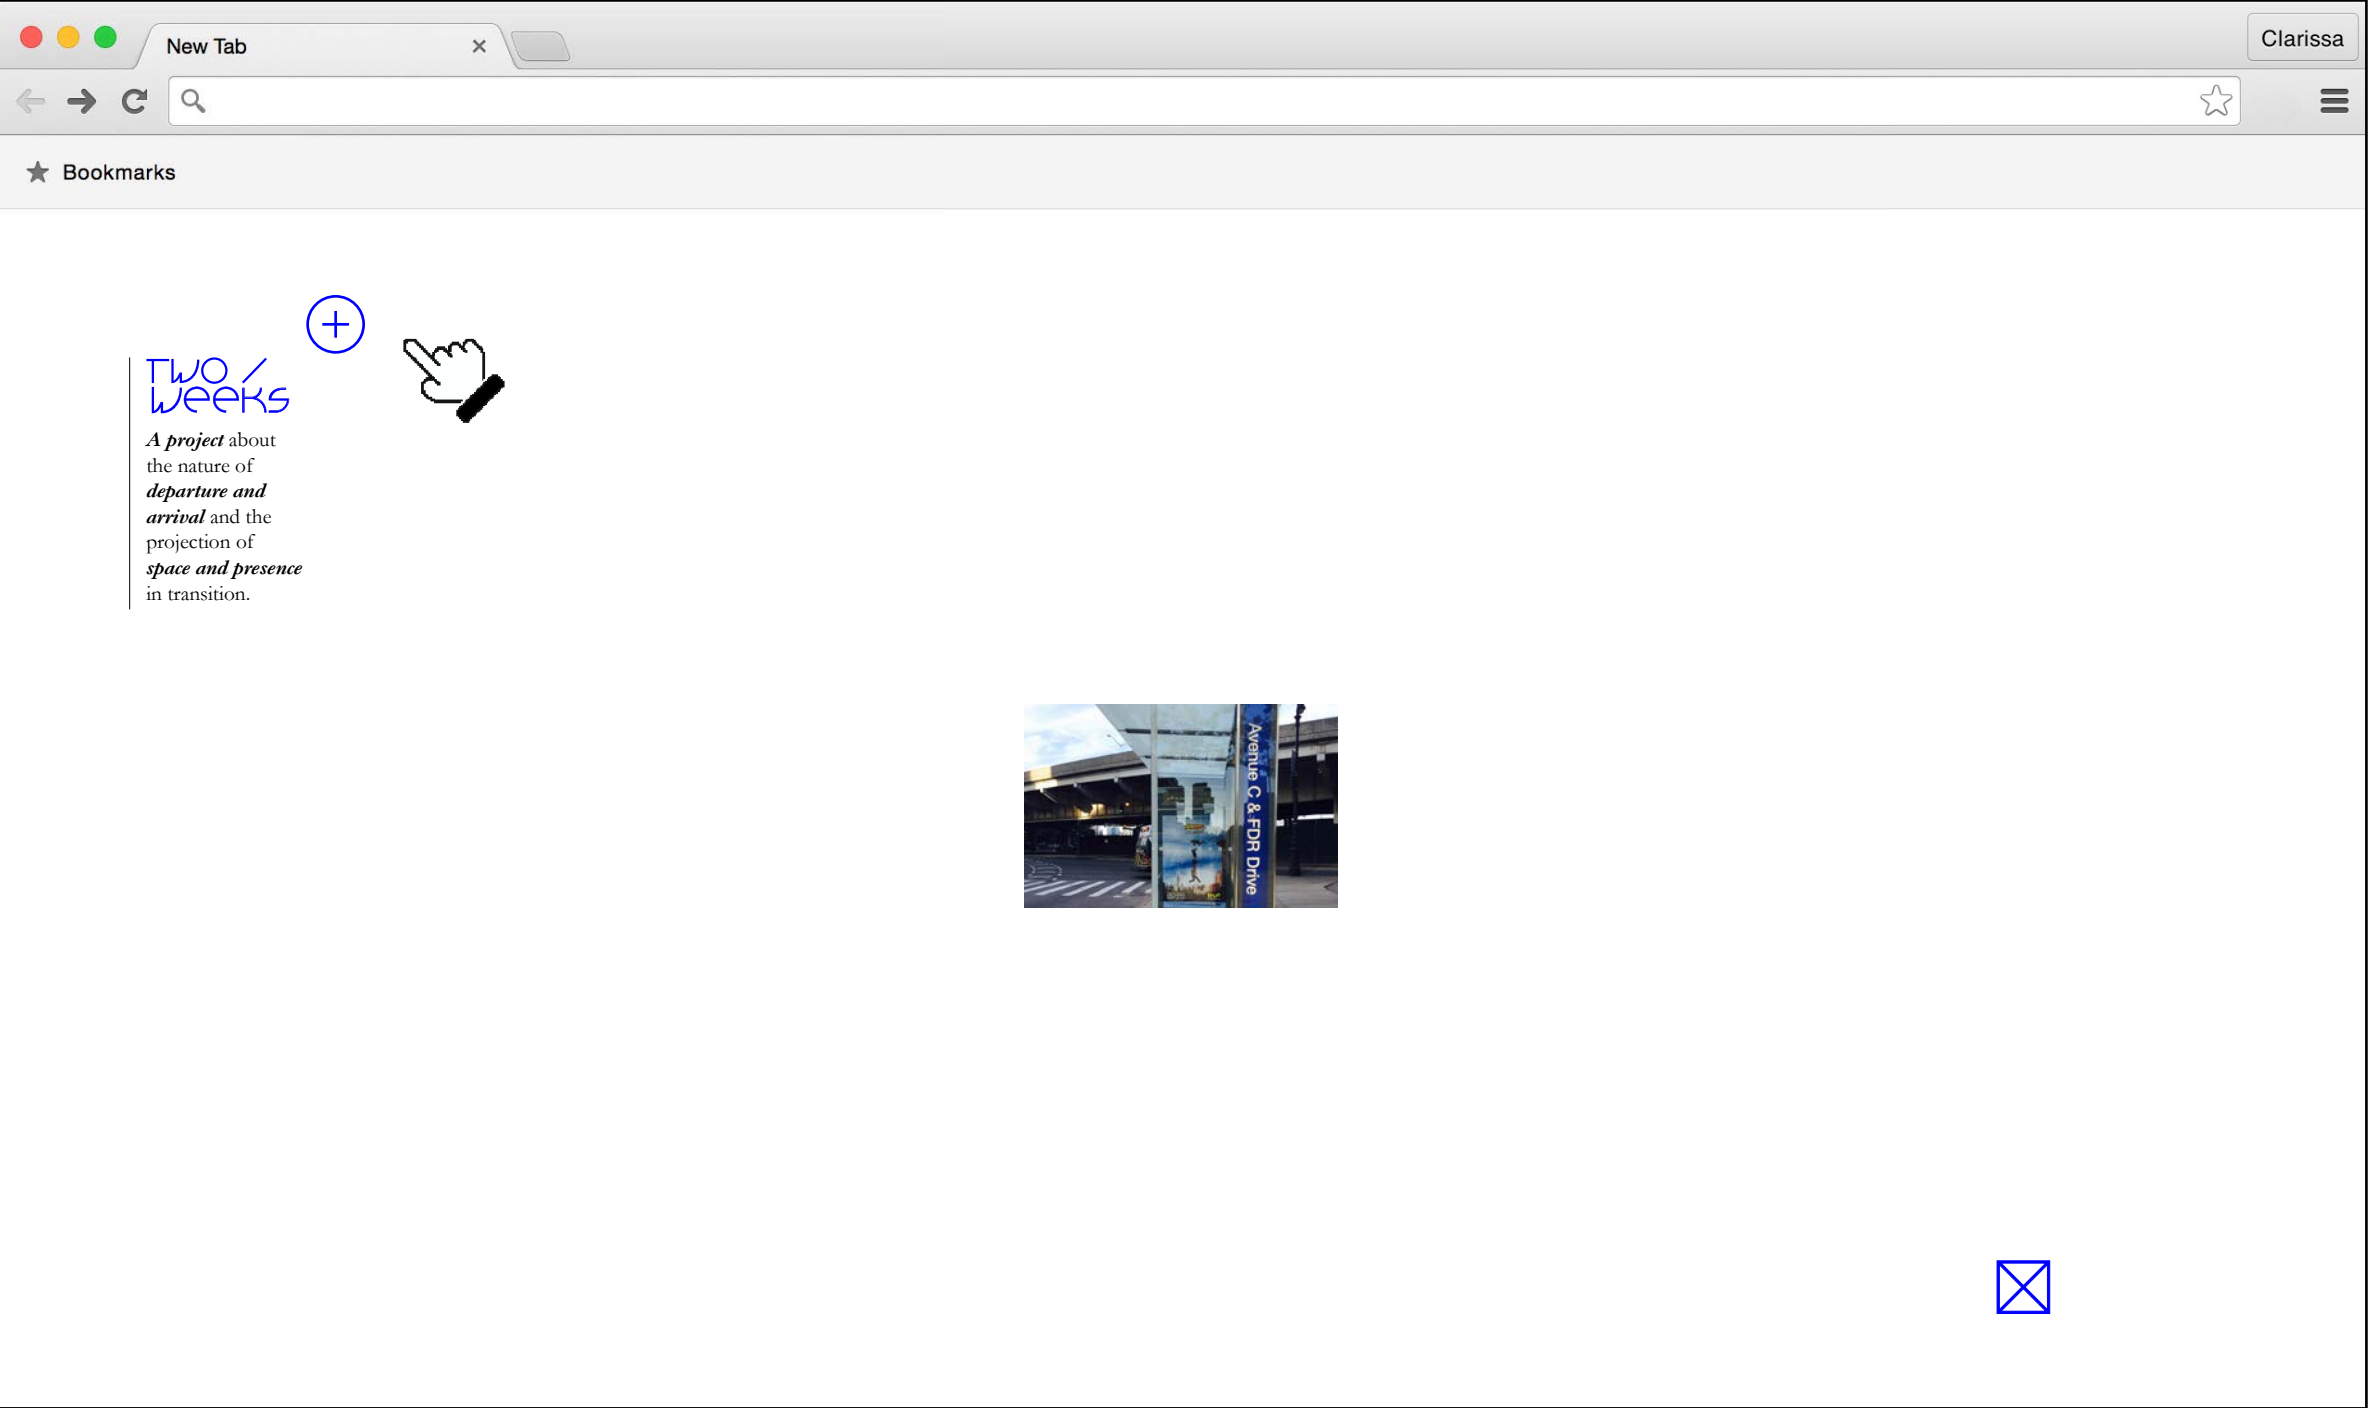 New Tab
Clarissa
Bookmarks
TWO /
WEEKS
A project about
the nature of
departure and
arrival and the
projection of
space and presence
in transition.
Avenue C & FDR Drive